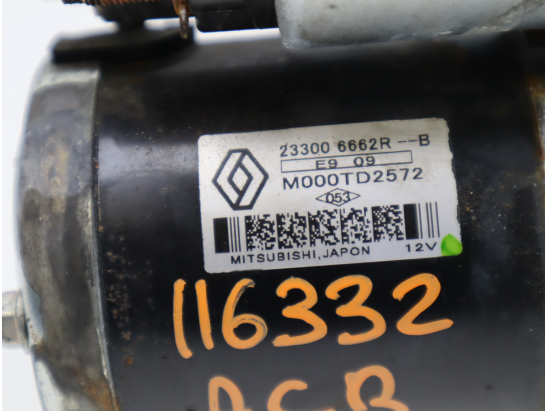 23300 6662R --B
E9 09
M000TD2572
D53
MITSUBISHI,JAPON 12V
116332